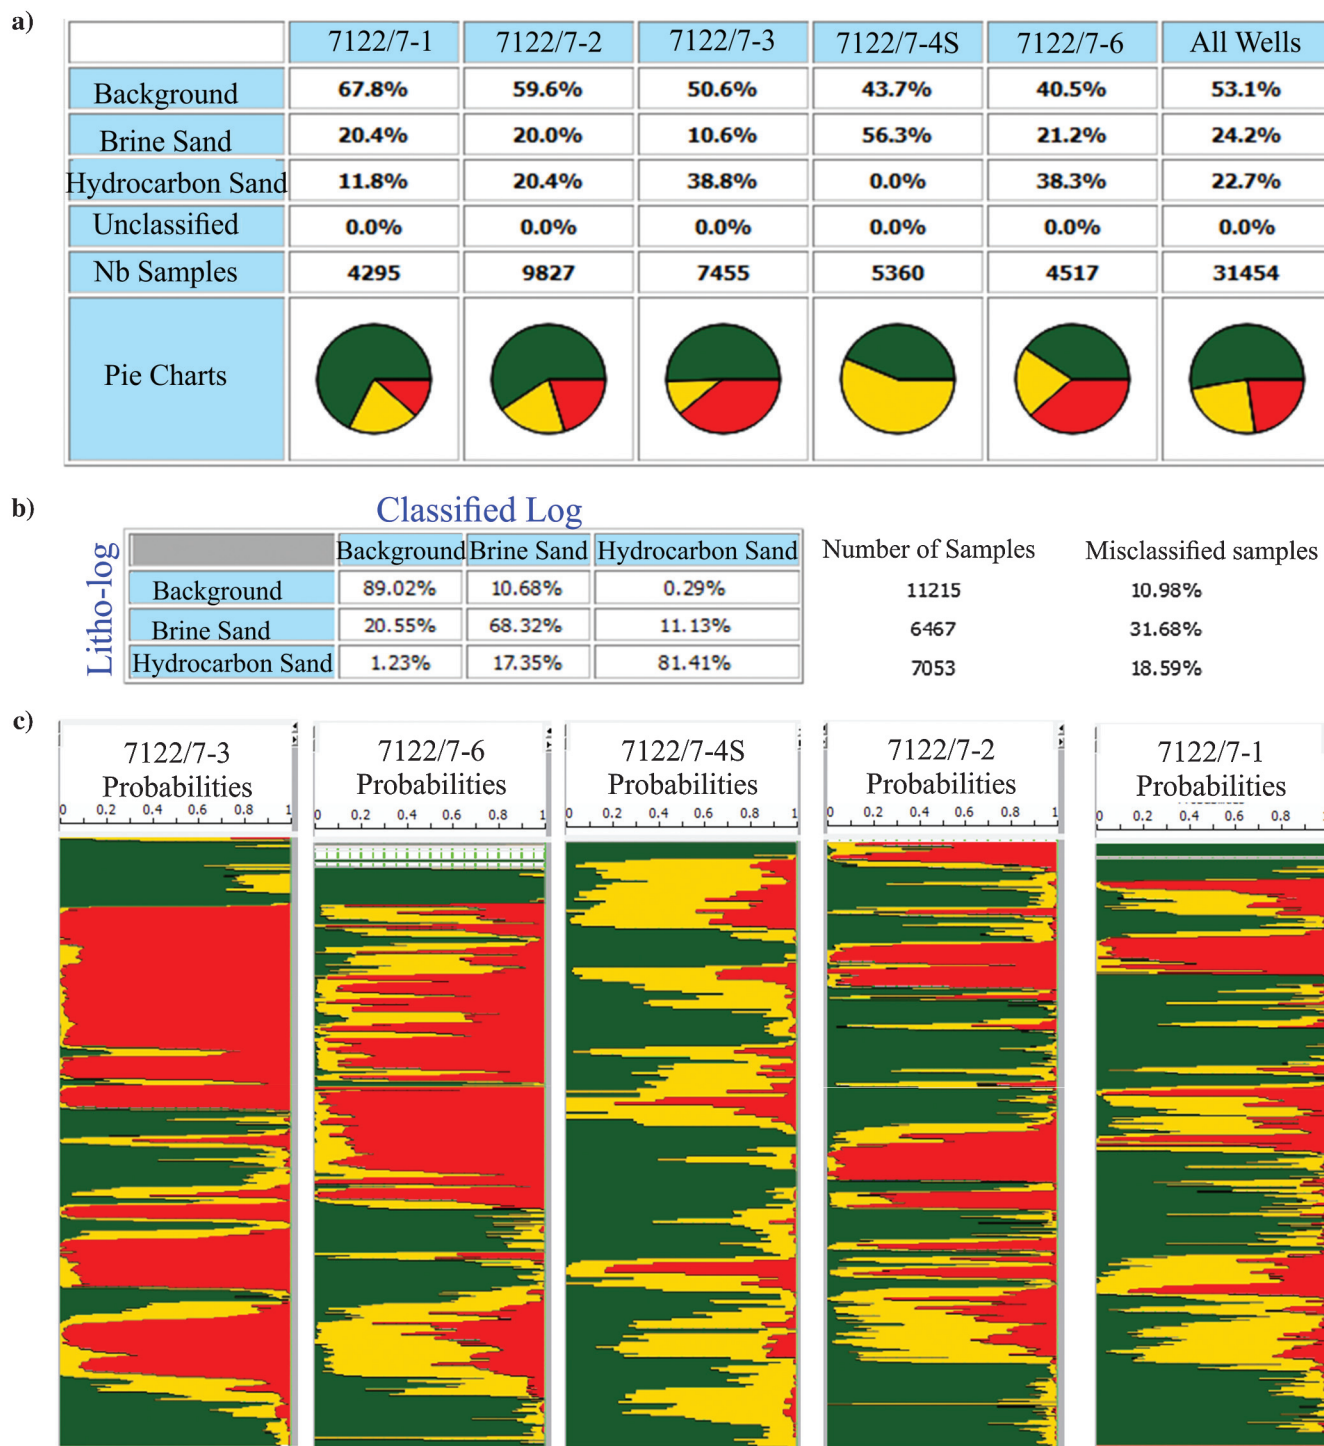 a)
7122/7-1 7122/7-2 7122/7-3 7122/7-4S 7122/7-6 All Wells
Background 67.8% 59.6% 50.6% 43.7% 40.5% 53.1%
Brine Sand 20.4% 20.0% 10.6% 56.3% 21.2% 24.2%
Hydrocarbon Sand 11.8% 20.4% 38.8% 0.0% 38.3% 22.7%
Unclassified 0.0% 0.0% 0.0% 0.0% 0.0% 0.0%
Nb Samples 4295 9827 7455 5360 4517 31454
Pie Charts
b)
Classified Log
Litho-log
Background Brine Sand Hydrocarbon Sand Number of Samples Misclassified samples
Background 89.02% 10.68% 0.29% 11215 10.98%
Brine Sand 20.55% 68.32% 11.13% 6467 31.68%
Hydrocarbon Sand 1.23% 17.35% 81.41% 7053 18.59%
c)
7122/7-3 7122/7-6 7122/7-4S 7122/7-2 7122/7-1
Probabilities Probabilities Probabilities Probabilities Probabilities
0 0.2 0.4 0.6 0.8 1 0 0.2 0.4 0.6 0.8 1 0 0.2 0.4 0.6 0.8 1 0 0.2 0.4 0.6 0.8 1 0 0.2 0.4 0.6 0.8 1